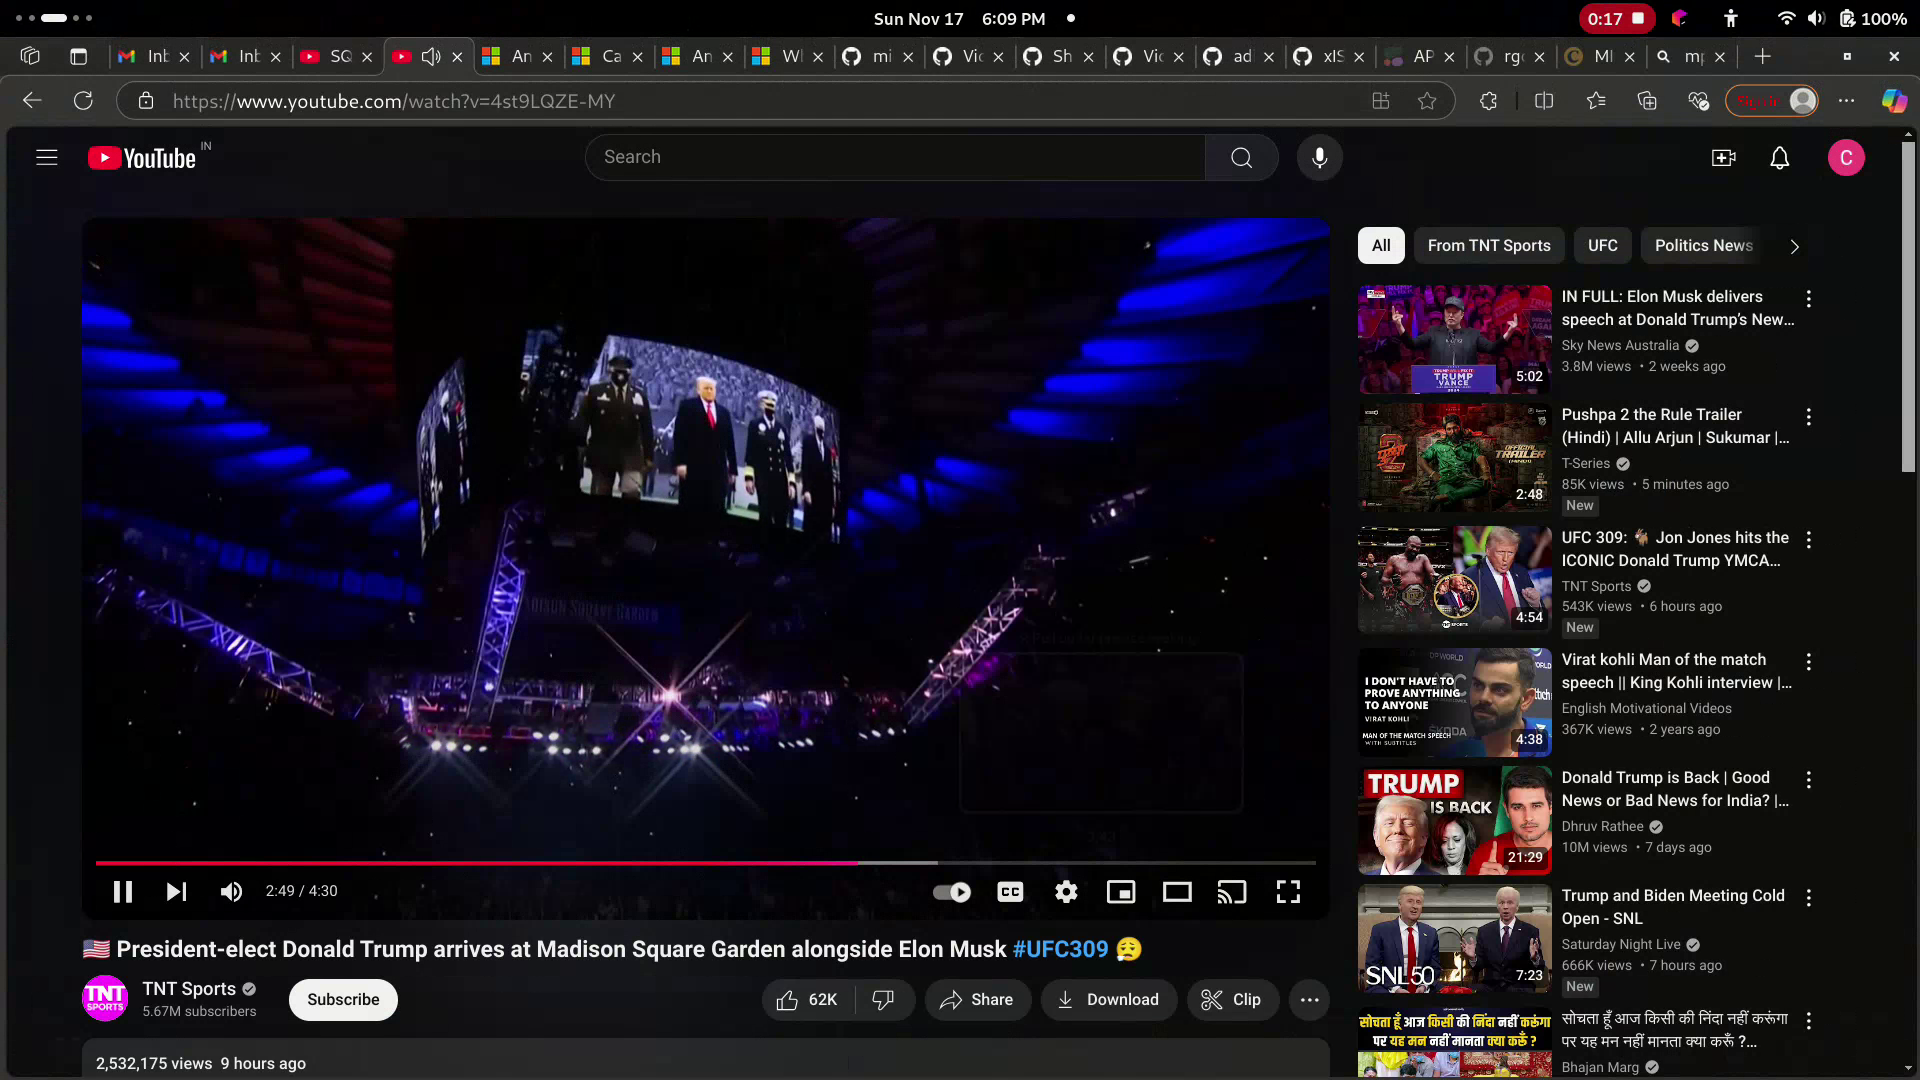 Sun Nov 17 6:09 PM
0:17
100%
Inb
Inb
SQ
An
Ca
An
Wl
mi
Vic
Sh
Vic
ad
xIS
AP
rgc
MI
mp
https://www.youtube.com/watch?v=4st9LQZE-MY
Sign in
YouTube IN
Search
C
All
From TNT Sports
UFC
Politics News
IN FULL: Elon Musk delivers
speech at Donald Trump’s New...
Sky News Australia
3.8M views • 2 weeks ago
TRUMP
VANCE
5:02
Pushpa 2 the Rule Trailer
(Hindi) | Allu Arjun | Sukumar |...
T-Series
85K views • 5 minutes ago
New
OFFICIAL
TRAILER
2:48
UFC 309: 🐐 Jon Jones hits the
ICONIC Donald Trump YMCA...
TNT Sports
543K views • 6 hours ago
New
4:54
Virat kohli Man of the match
speech || King Kohli interview |...
English Motivational Videos
367K views • 2 years ago
I DON'T HAVE TO
PROVE ANYTHING
TO ANYONE
VIRAT KOHLI
MAN OF THE MATCH SPEECH
WITH SUBTITLES
4:38
Donald Trump is Back | Good
News or Bad News for India? |...
Dhruv Rathee
10M views • 7 days ago
TRUMP
IS BACK
21:29
Trump and Biden Meeting Cold
Open - SNL
Saturday Night Live
666K views • 7 hours ago
New
SNL50
7:23
सोचता हूँ आज किसी की निंदा नहीं करूंगा
पर यह मन नहीं मानता क्या करूँ ?...
Bhajan Marg
सोचता हूँ आज किसी की निंदा नहीं करूंगा
पर यह मन नहीं मानता क्या करूँ ?
MADISON SQUARE GARDEN
2:49 / 4:30
CC
🇺🇸 President-elect Donald Trump arrives at Madison Square Garden alongside Elon Musk #UFC309 😮‍💨
TNT SPORTS
TNT Sports
5.67M subscribers
Subscribe
62K
Share
Download
Clip
2,532,175 views 9 hours ago